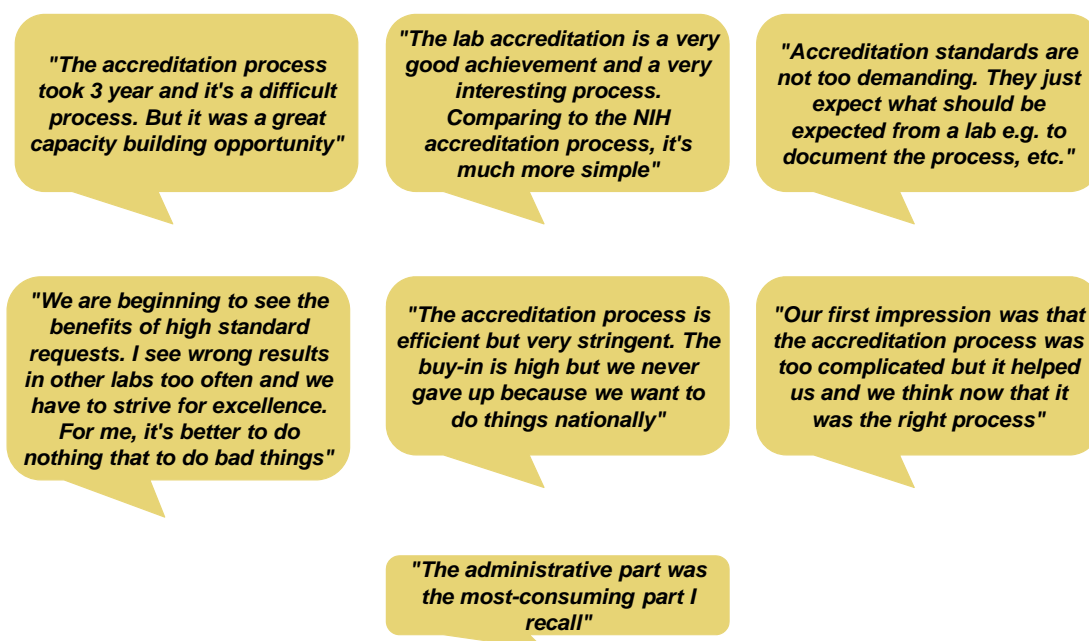 "The accreditation process
took 3 year and it's a difficult
process. But it was a great
capacity building opportunity"
"The lab accreditation is a very
good achievement and a very
interesting process.
Comparing to the NIH
accreditation process, it's
much more simple"
"Accreditation standards are
not too demanding. They just
expect what should be
expected from a lab e.g. to
document the process, etc."
"We are beginning to see the
benefits of high standard
requests. I see wrong results
in other labs too often and we
have to strive for excellence.
For me, it's better to do
nothing that to do bad things"
"The accreditation process is
efficient but very stringent. The
buy-in is high but we never
gave up because we want to
do things nationally"
"Our first impression was that
the accreditation process was
too complicated but it helped
us and we think now that it
was the right process"
"The administrative part was
the most-consuming part I
recall"